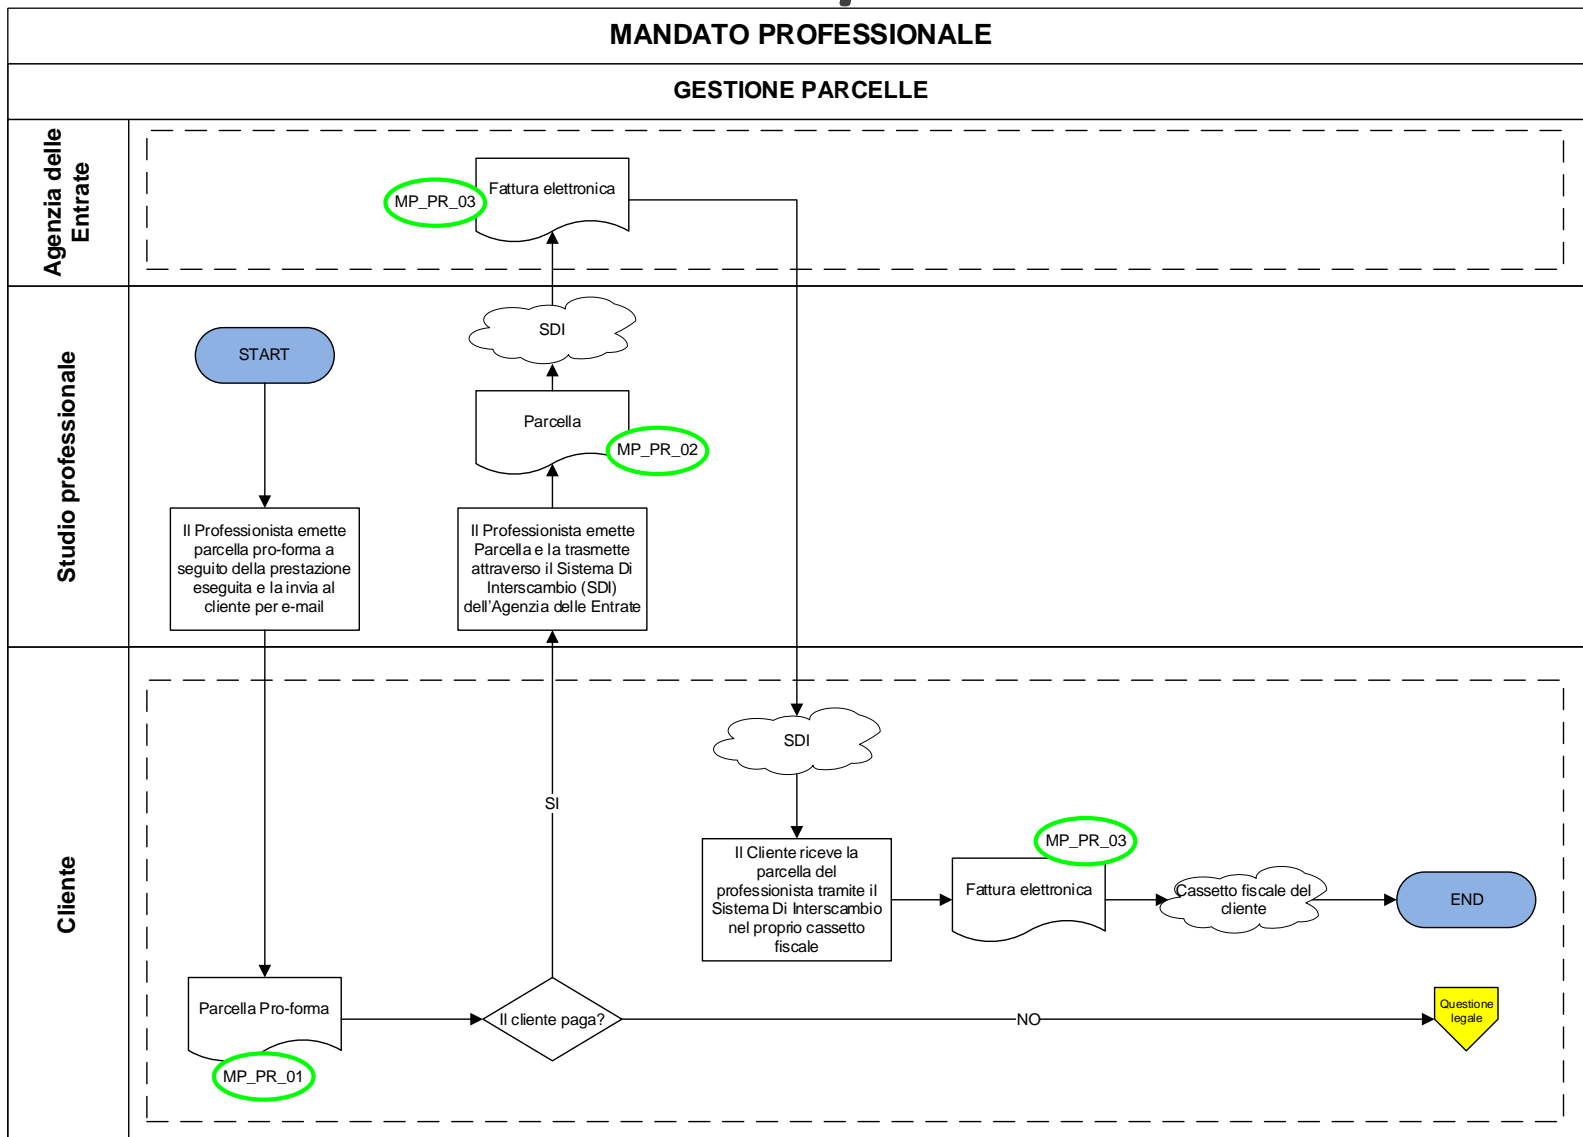 MANDATO PROFESSIONALE
GESTIONE PARCELLE
Agenzia delle
Entrate
Fattura elettronica
MP_PR_03
Studio professionale
START
SDI
Parcella
MP_PR_02
Il Professionista emette
parcella pro-forma a
seguito della prestazione
eseguita e la invia al
cliente per e-mail
Il Professionista emette
Parcella e la trasmette
attraverso il Sistema Di
Interscambio (SDI)
dell'Agenzia delle Entrate
Cliente
SDI
SI
Il Cliente riceve la
parcella del
professionista tramite il
Sistema Di Interscambio
nel proprio cassetto
fiscale
MP_PR_03
Fattura elettronica
Cassetto fiscale del
cliente
END
Parcella Pro-forma
MP_PR_01
Il cliente paga?
NO
Questione
legale